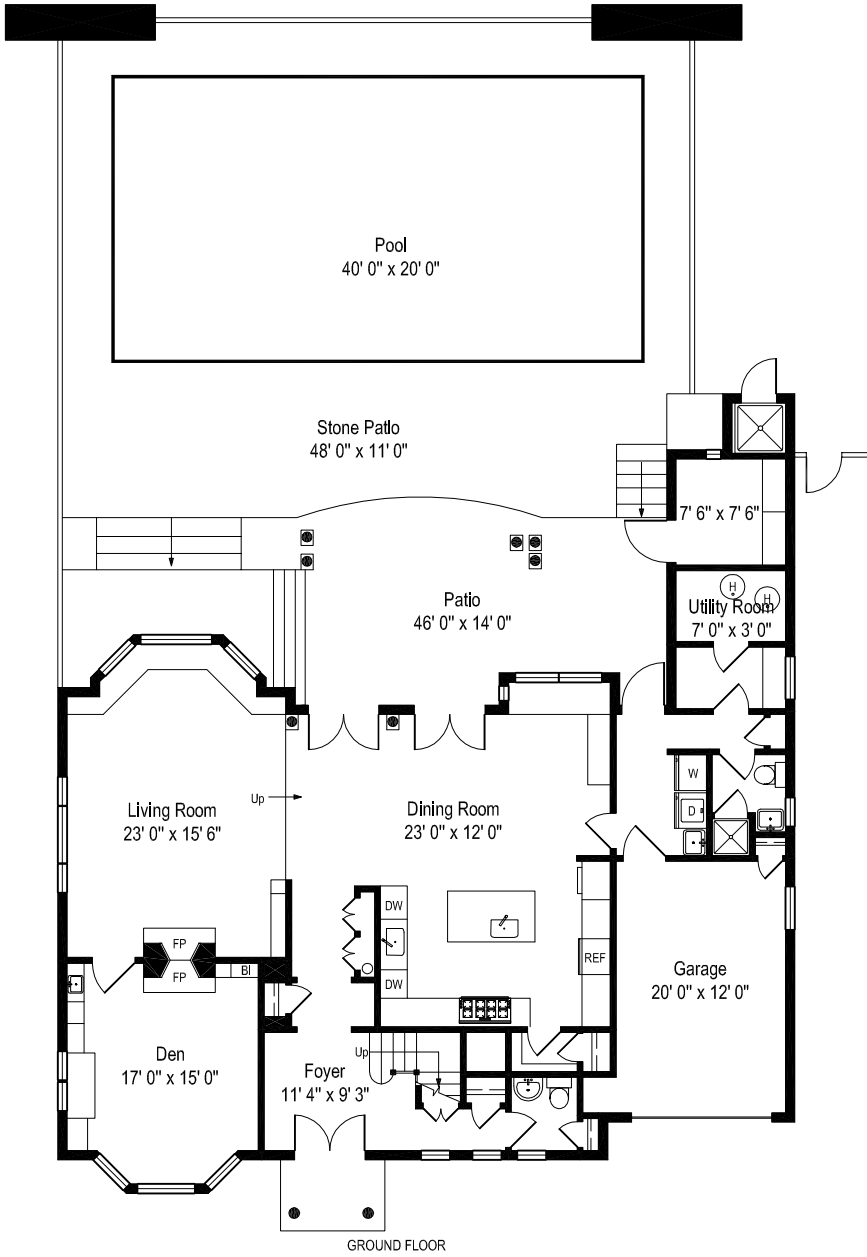 Pool
40' 0" x 20' 0"
Stone Patio
48' 0" x 11' 0"
7' 6" x 7' 6"
Patio
46' 0" x 14' 0"
H
H
Utility Room
7' 0" x 3' 0"
Living Room
23' 0" x 15' 6"
Up
Dining Room
23' 0" x 12' 0"
W
D
DW
DW
REF
FP
FP
BI
Garage
20' 0" x 12' 0"
Den
17' 0" x 15' 0"
Foyer
11' 4" x 9' 3"
Up
GROUND FLOOR